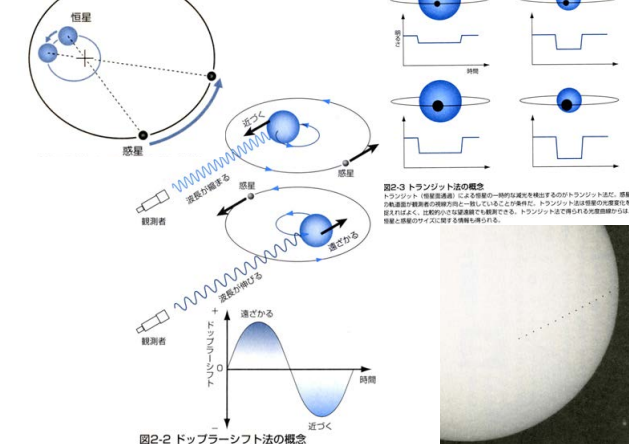 恒星
惑星
近づく
惑星
波長が縮まる
観測者
惑星
遠ざかる
波長が伸びる
観測者
+
遠ざかる
ドップラーシフト
0
時間
−
近づく
図2-2 ドップラーシフト法の概念
明るさ
時間
図2-3 トランジット法の概念
トランジット（恒星面通過）による恒星の一時的な減光を検出するのがトランジット法だ。惑星
の軌道面が観測者の視線方向と一致していることが条件だ。トランジット法は恒星の光度変化を
捉えればよく、比較的小さな望遠鏡でも観測できる。トランジット法で得られる光度曲線からは、
恒星と惑星のサイズに関する情報も得られる。